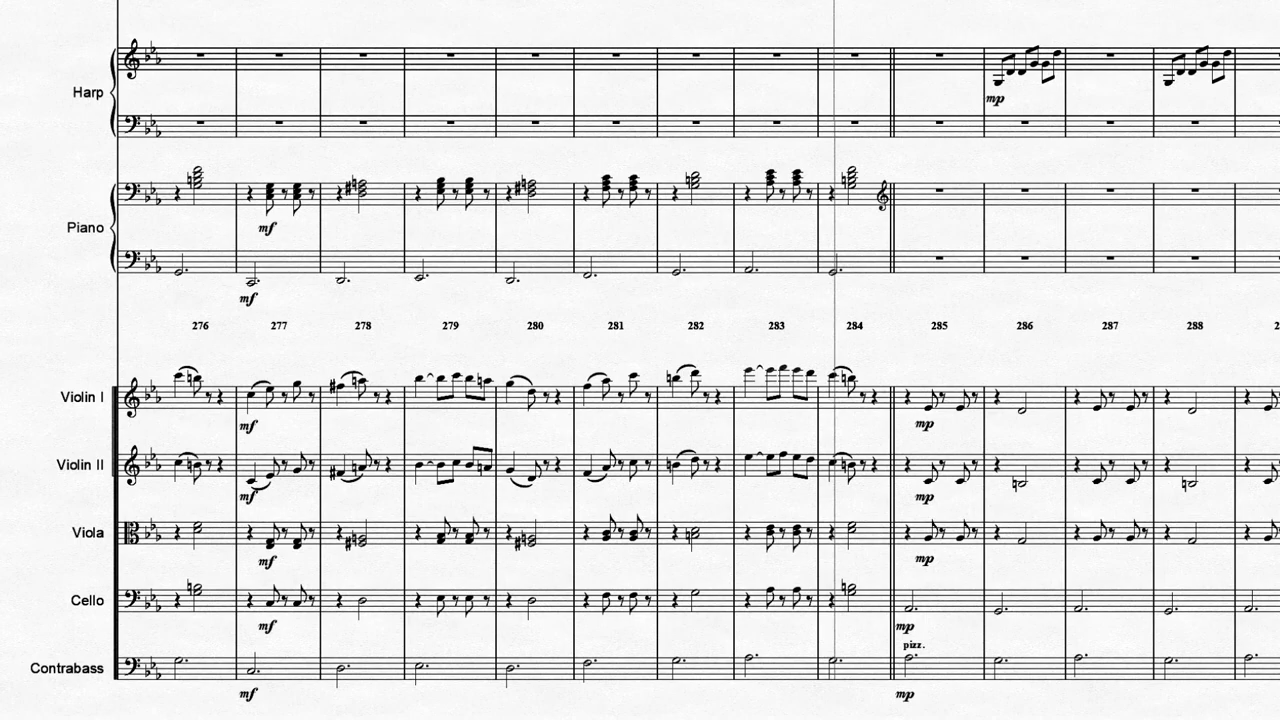 Harp
mp
Piano
mf
mf
276 277 278 279 280 281 282 283 284 285 286 287 288
Violin I
mf
mp
Violin II
mf
mp
Viola
mf
mp
Cello
mf
mp
pizz.
Contrabass
mf
mp